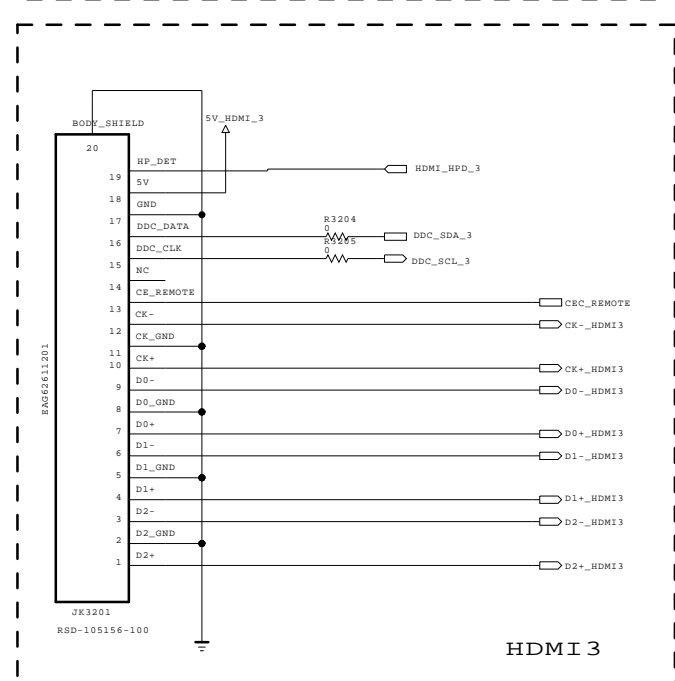 BODY_SHIELD
5V_HDMI_3
20
HP_DET
HDMI_HPD_3
19
5V
18
GND
17
R3204
0
DDC_DATA
DDC_SDA_3
16
R3205
0
DDC_CLK
DDC_SCL_3
15
NC
14
CE_REMOTE
CEC_REMOTE
13
CK-
CK-_HDMI3
12
CK_GND
11
CK+
CK+_HDMI3
10
D0-
D0-_HDMI3
9
D0_GND
8
D0+
D0+_HDMI3
7
D1-
D1-_HDMI3
6
D1_GND
5
D1+
D1+_HDMI3
4
D2-
D2-_HDMI3
3
D2_GND
2
D2+
D2+_HDMI3
1
EAG62611201
JK3201
RSD-105156-100
HDMI3